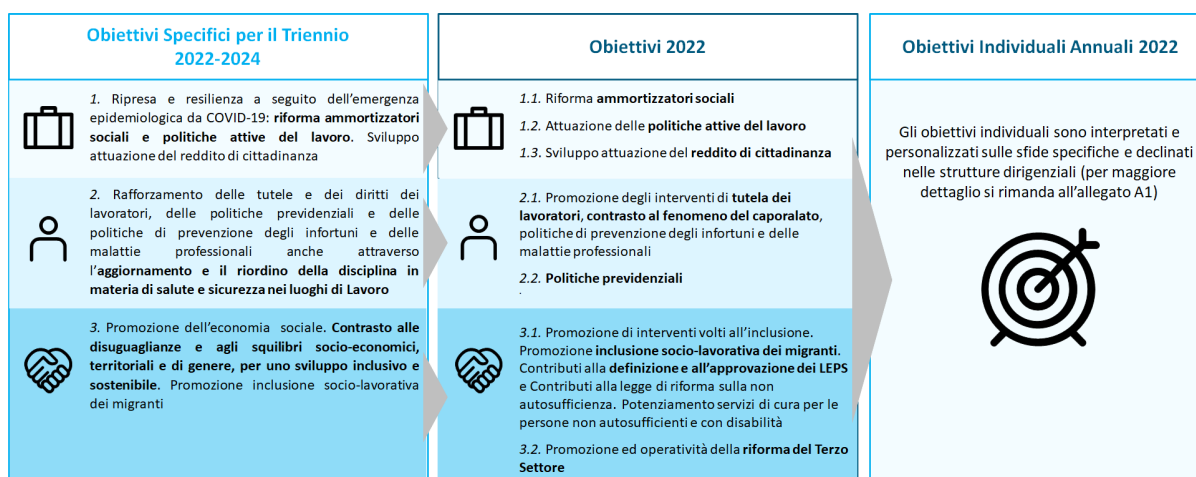 Obiettivi Specifici per il Triennio
2022-2024
1. Ripresa e resilienza a seguito dell'emergenza
epidemiologica da COVID-19: riforma ammortizzatori
sociali e politiche attive del lavoro. Sviluppo
attuazione del reddito di cittadinanza
2. Rafforzamento delle tutele e dei diritti dei
lavoratori, delle politiche previdenziali e delle
politiche di prevenzione degli infortuni e delle
malattie professionali anche attraverso
l'aggiornamento e il riordino della disciplina in
materia di salute e sicurezza nei luoghi di Lavoro
3. Promozione dell'economia sociale. Contrasto alle
disuguaglianze e agli squilibri socio-economici,
territoriali e di genere, per uno sviluppo inclusivo e
sostenibile. Promozione inclusione socio-lavorativa
dei migranti
Obiettivi 2022
1.1. Riforma ammortizzatori sociali
1.2. Attuazione delle politiche attive del lavoro
1.3. Sviluppo attuazione del reddito di cittadinanza
2.1. Promozione degli interventi di tutela dei
lavoratori, contrasto al fenomeno del caporalato,
politiche di prevenzione degli infortuni e delle
malattie professionali
2.2. Politiche previdenziali
.
3.1. Promozione di interventi volti all'inclusione.
Promozione inclusione socio-lavorativa dei migranti.
Contributi alla definizione e all'approvazione dei LEPS
e Contributi alla legge di riforma sulla non
autosufficienza. Potenziamento servizi di cura per le
persone non autosufficienti e con disabilità
3.2. Promozione ed operatività della riforma del Terzo
Settore
Obiettivi Individuali Annuali 2022
Gli obiettivi individuali sono interpretati e
personalizzati sulle sfide specifiche e declinati
nelle strutture dirigenziali (per maggiore
dettaglio si rimanda all'allegato A1)